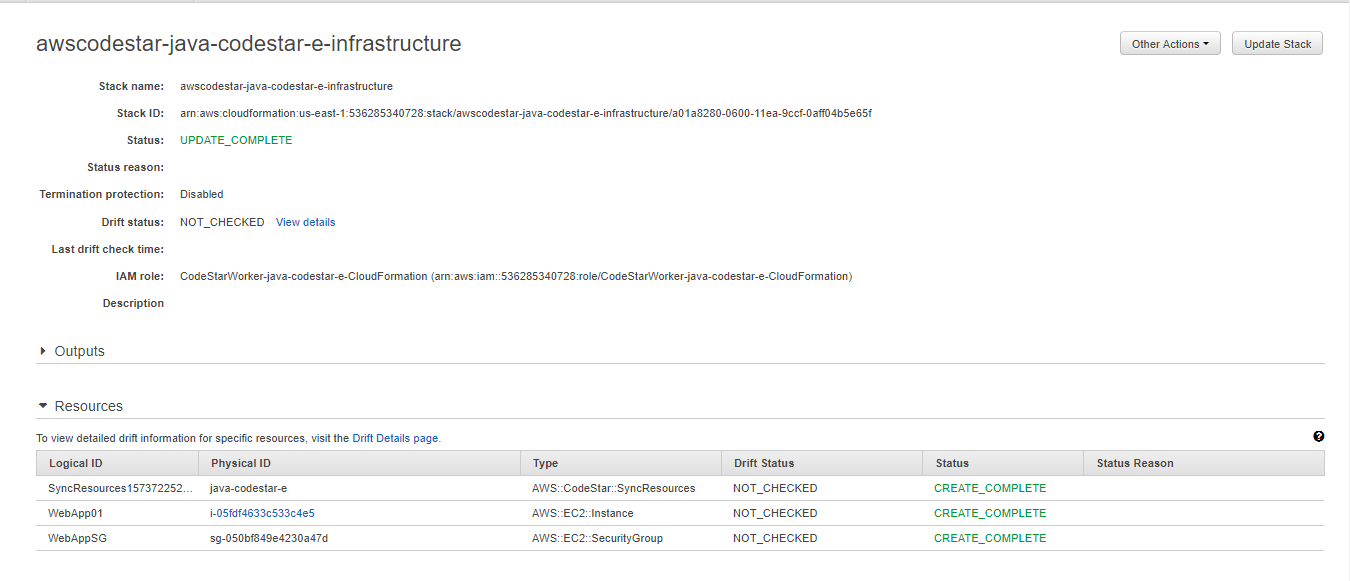 awscodestar-java-codestar-e-infrastructure
Other Actions
Update Stack
Stack name: awscodestar-java-codestar-e-infrastructure
Stack ID: arn:aws:cloudformation:us-east-1:536285340728:stack/awscodestar-java-codestar-e-infrastructure/a01a8280-0600-11ea-9ccf-0aff04b5e65f
Status: UPDATE_COMPLETE
Status reason:
Termination protection: Disabled
Drift status: NOT_CHECKED View details
Last drift check time:
IAM role: CodeStarWorker-java-codestar-e-CloudFormation (arn:aws:iam::536285340728:role/CodeStarWorker-java-codestar-e-CloudFormation)
Description
Outputs
Resources
To view detailed drift information for specific resources, visit the Drift Details page.
Logical ID Physical ID Type Drift Status Status Status Reason
SyncResources157372252... java-codestar-e AWS::CodeStar::SyncResources NOT_CHECKED CREATE_COMPLETE
WebApp01 i-05fdf4633c533c4e5 AWS::EC2::Instance NOT_CHECKED CREATE_COMPLETE
WebAppSG sg-050bf849e4230a47d AWS::EC2::SecurityGroup NOT_CHECKED CREATE_COMPLETE